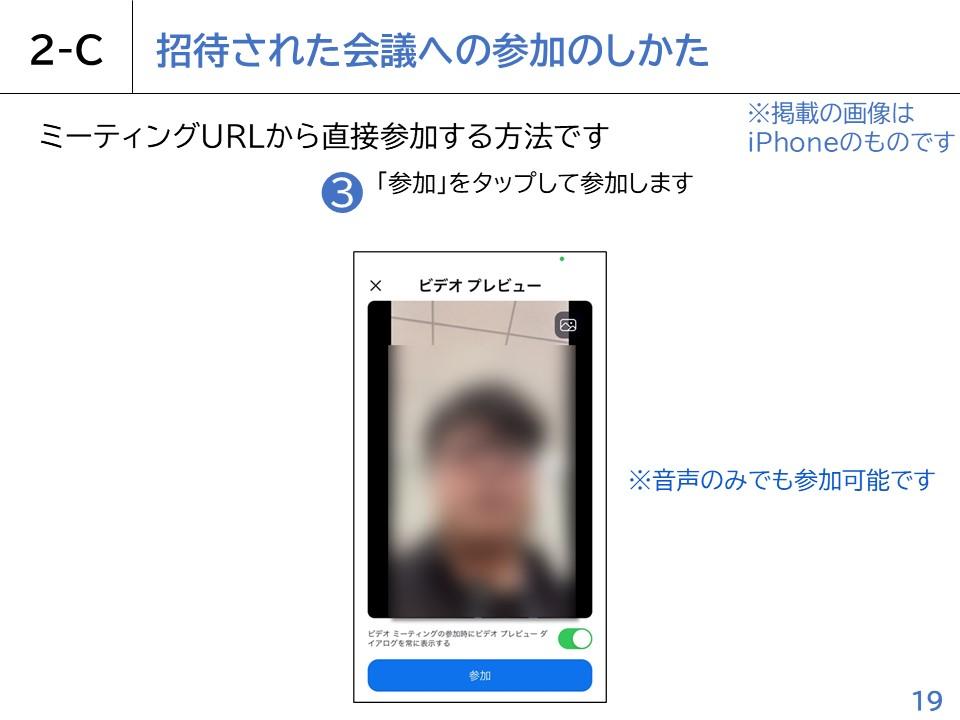 2-C
招待された会議への参加のしかた
※掲載の画像は
iPhoneのものです
ミーティングURLから直接参加する方法です
3
「参加」をタップして参加します
× ビデオ プレビュー
※音声のみでも参加可能です
ビデオ ミーティングの参加時にビデオ プレビュー ダ
イアログを常に表示する
参加
19